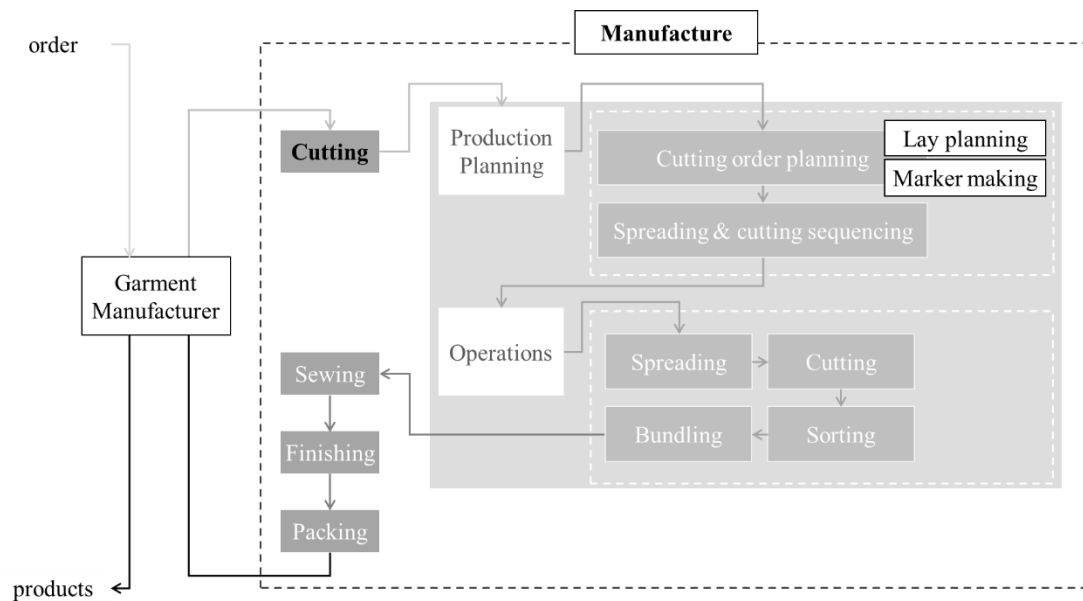 order
Manufacture
Cutting
Production
Planning
Cutting order planning
Lay planning
Marker making
Spreading & cutting sequencing
Garment
Manufacturer
Operations
Spreading
Cutting
Sewing
Bundling
Sorting
Finishing
Packing
products